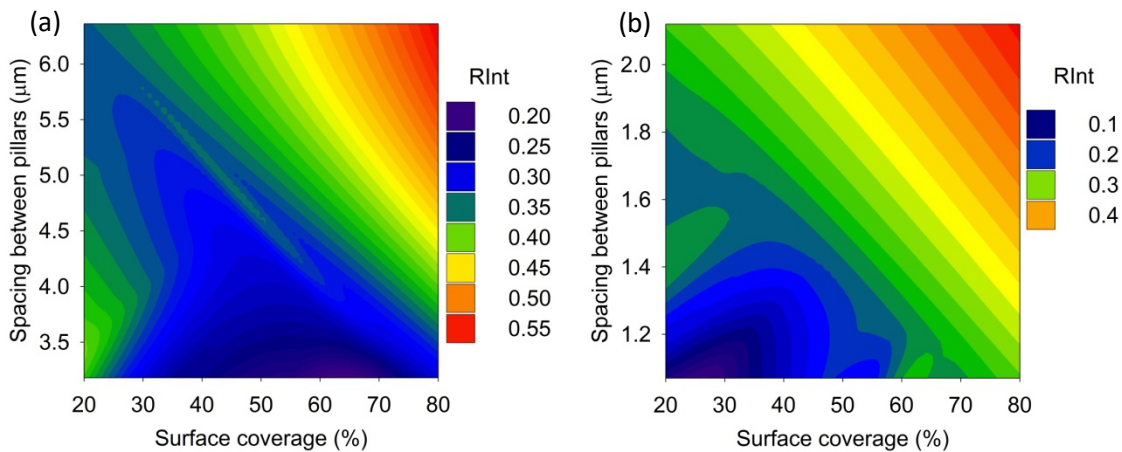 (a)
Spacing between pillars (µm)
6.0
5.5
5.0
4.5
4.0
3.5
20 30 40 50 60 70 80
Surface coverage (%)
RInt
0.20
0.25
0.30
0.35
0.40
0.45
0.50
0.55
(b)
Spacing between pillars (µm)
2.0
1.8
1.6
1.4
1.2
20 30 40 50 60 70 80
Surface coverage (%)
RInt
0.1
0.2
0.3
0.4